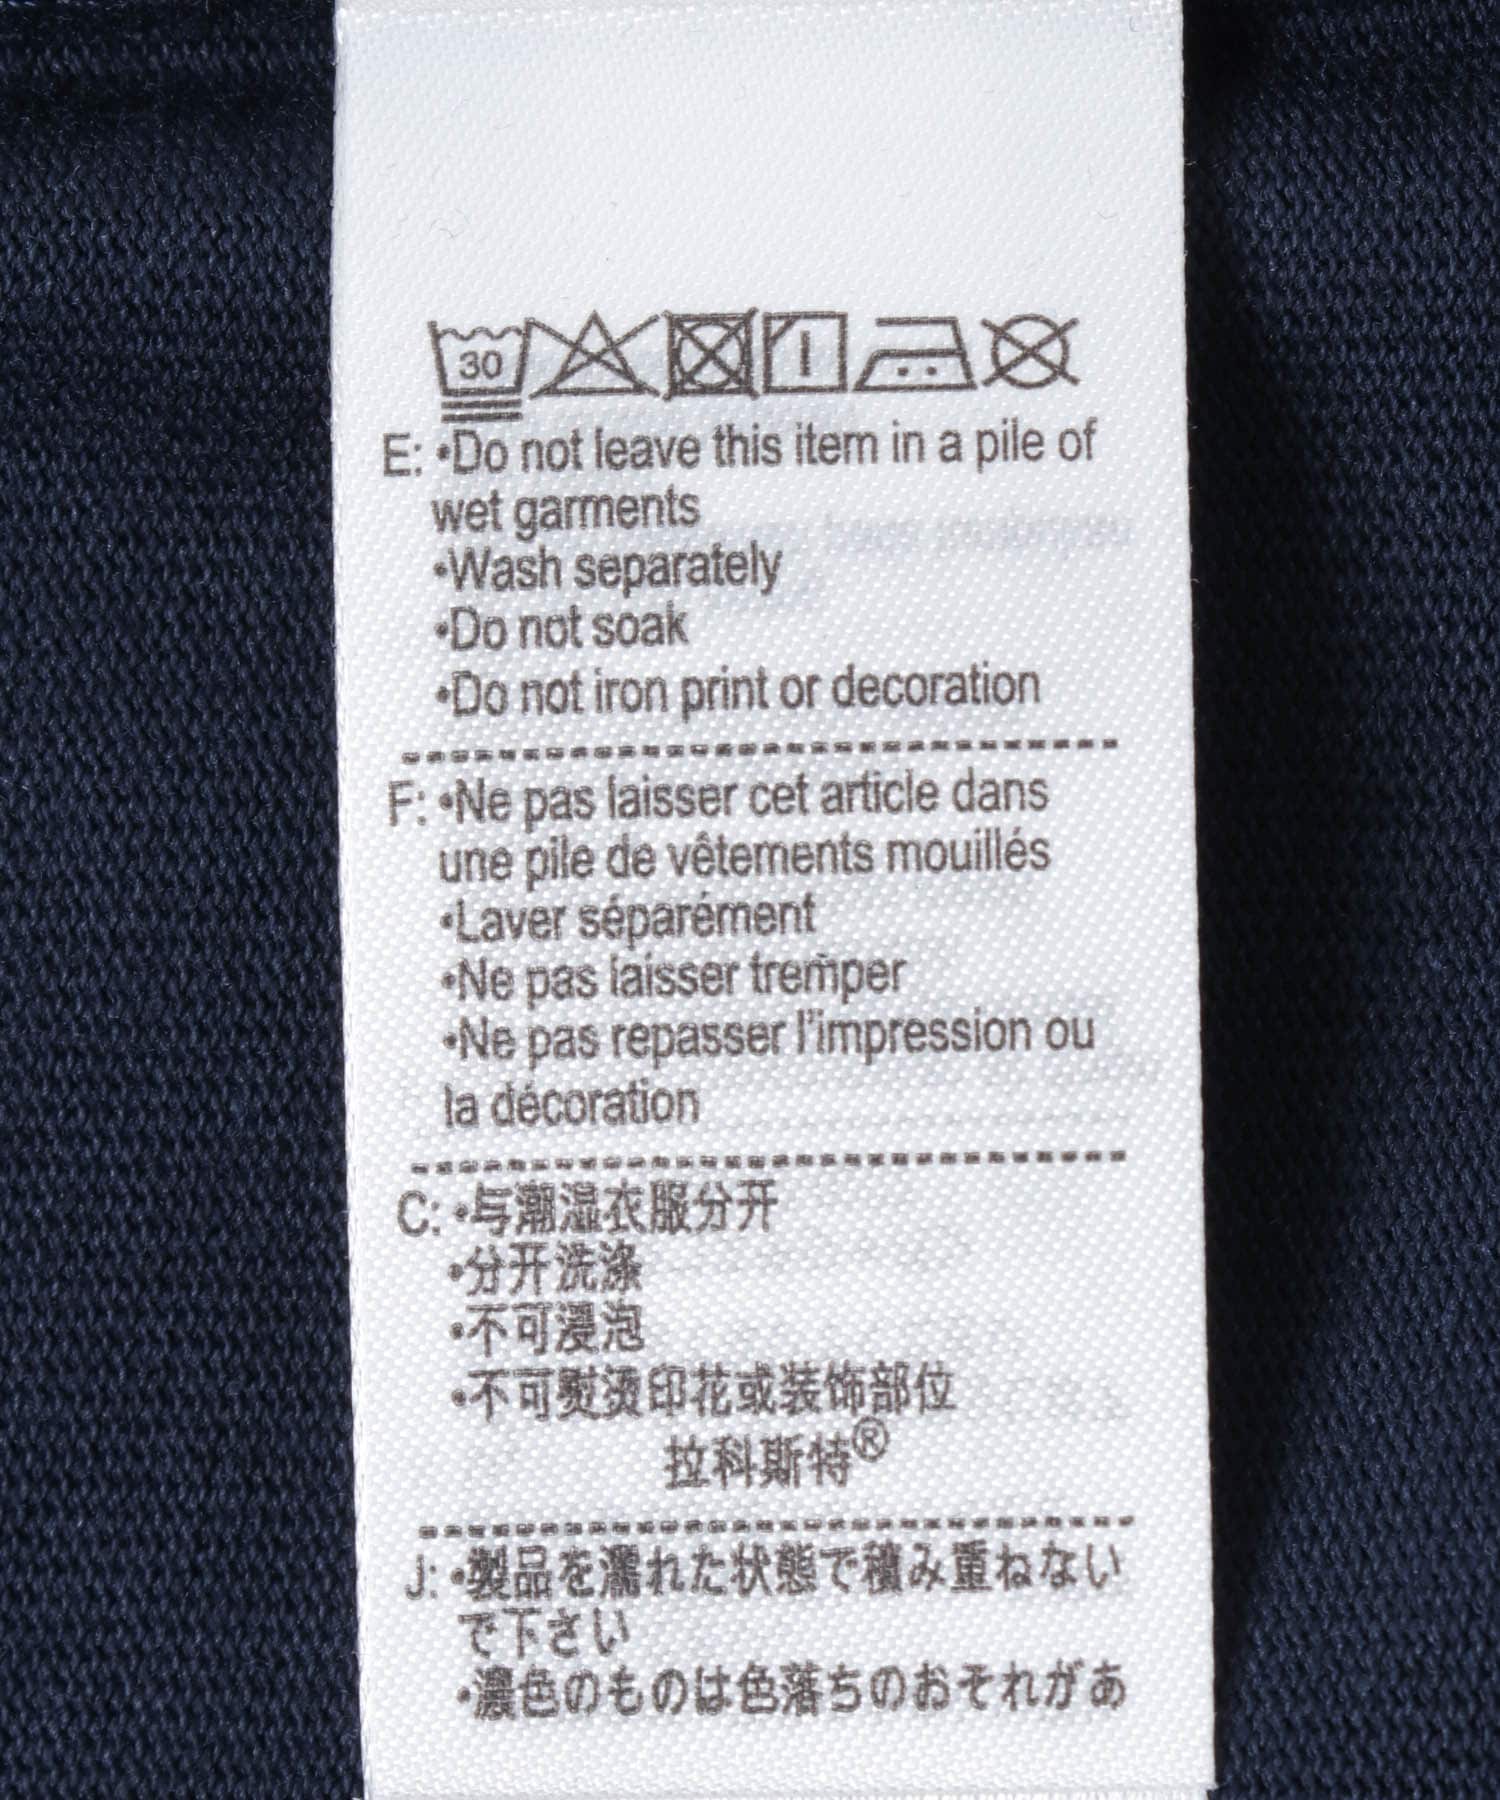 30
E: •Do not leave this item in a pile of
wet garments
•Wash separately
•Do not soak
•Do not iron print or decoration
F: •Ne pas laisser cet article dans
une pile de vêtements mouillés
•Laver séparément
•Ne pas laisser tremper
•Ne pas repasser l'impression ou
la décoration
C: •与潮湿衣服分开
•分开洗涤
•不可浸泡
•不可熨烫印花或装饰部位
拉科斯特®
J: •製品を濡れた状態で積み重ねない
で下さい
•濃色のものは色落ちのおそれがあ